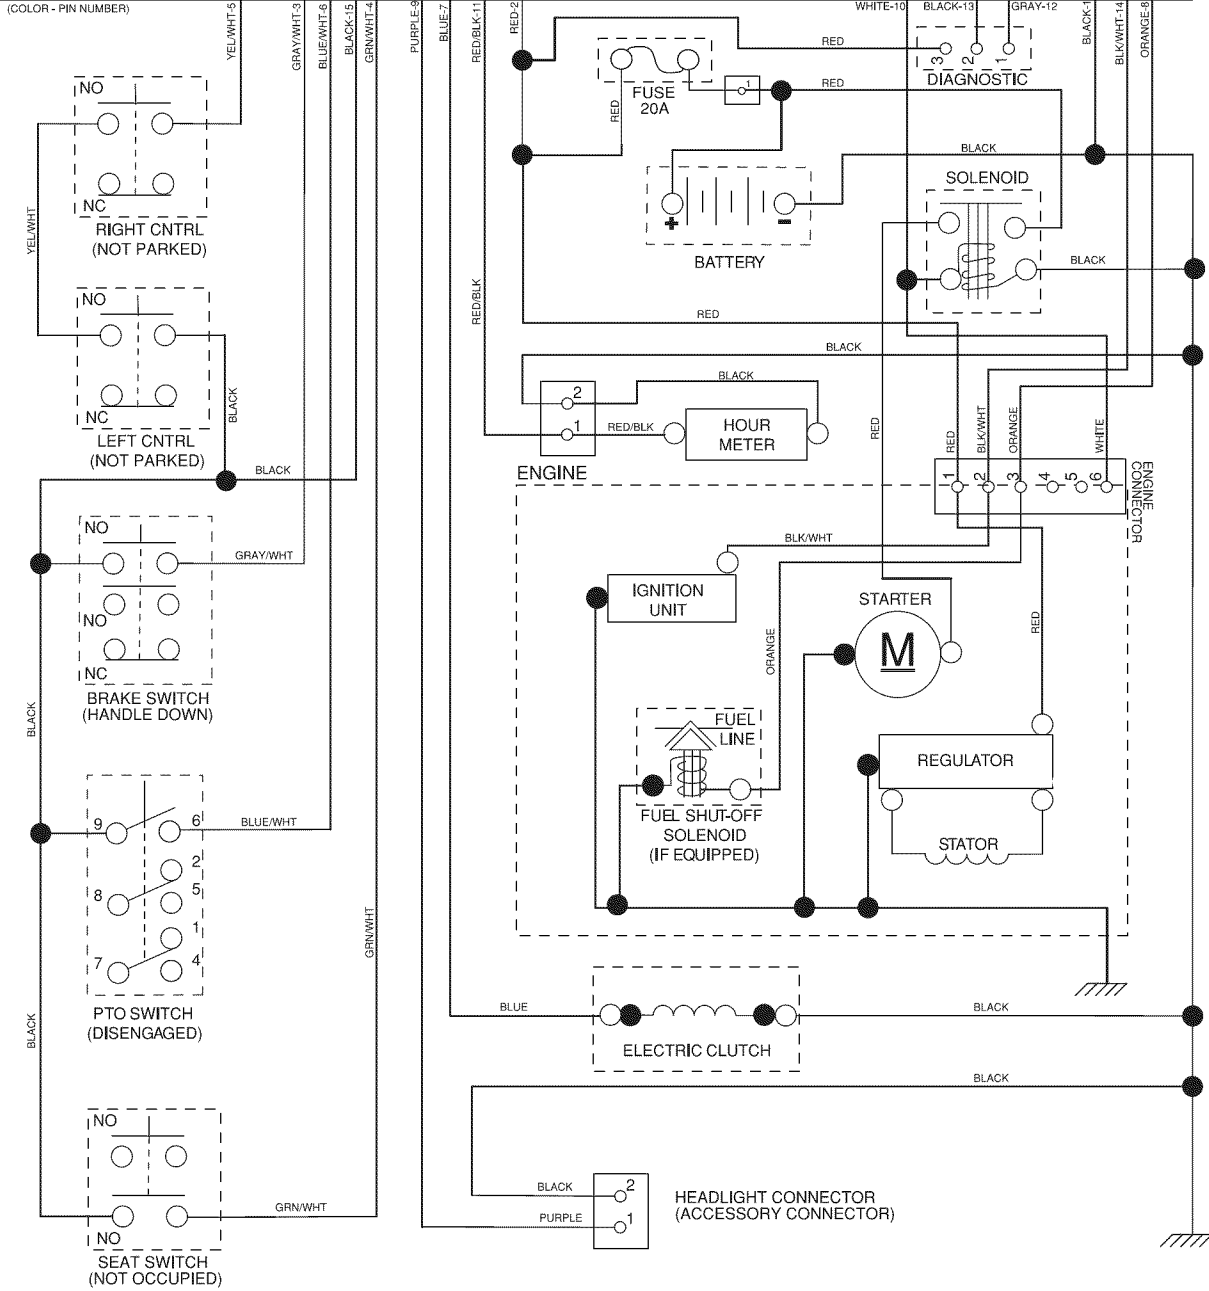 (COLOR - PIN NUMBER)
YEL/WHT-5
GRAY/WHT-3
BLUE/WHT-6
BLACK-15
GRN/WHT-4
PURPLE-9
BLUE-7
RED/BLK-11
RED-2
WHITE-10
BLACK-13
GRAY-12
BLACK-1
BLK/WHT-14
ORANGE-8
NO
NC
RIGHT CNTRL
(NOT PARKED)
YEL/WHT
NO
NC
LEFT CNTRL
(NOT PARKED)
BLACK
BLACK
NO
GRAY/WHT
NO
NC
BRAKE SWITCH
(HANDLE DOWN)
BLACK
9
6
BLUE/WHT
2
5
8
1
4
7
PTO SWITCH
(DISENGAGED)
BLACK
GRN/WHT
NO
NO
GRN/WHT
SEAT SWITCH
(NOT OCCUPIED)
RED
3
2
1
DIAGNOSTIC
FUSE
20A
1
RED
RED
BLACK
+
-
BATTERY
SOLENOID
BLACK
RED/BLK
RED
BLACK
2
BLACK
1
RED/BLK
HOUR
METER
RED
RED
BLK/WHT
ORANGE
WHITE
ENGINE
1
2
3
4
5
6
ENGINE
CONNECTOR
BLK/WHT
IGNITION
UNIT
STARTER
M
ORANGE
RED
FUEL
LINE
FUEL SHUT-OFF
SOLENOID
(IF EQUIPPED)
REGULATOR
STATOR
BLUE
BLACK
ELECTRIC CLUTCH
BLACK
BLACK
2
PURPLE
1
HEADLIGHT CONNECTOR
(ACCESSORY CONNECTOR)